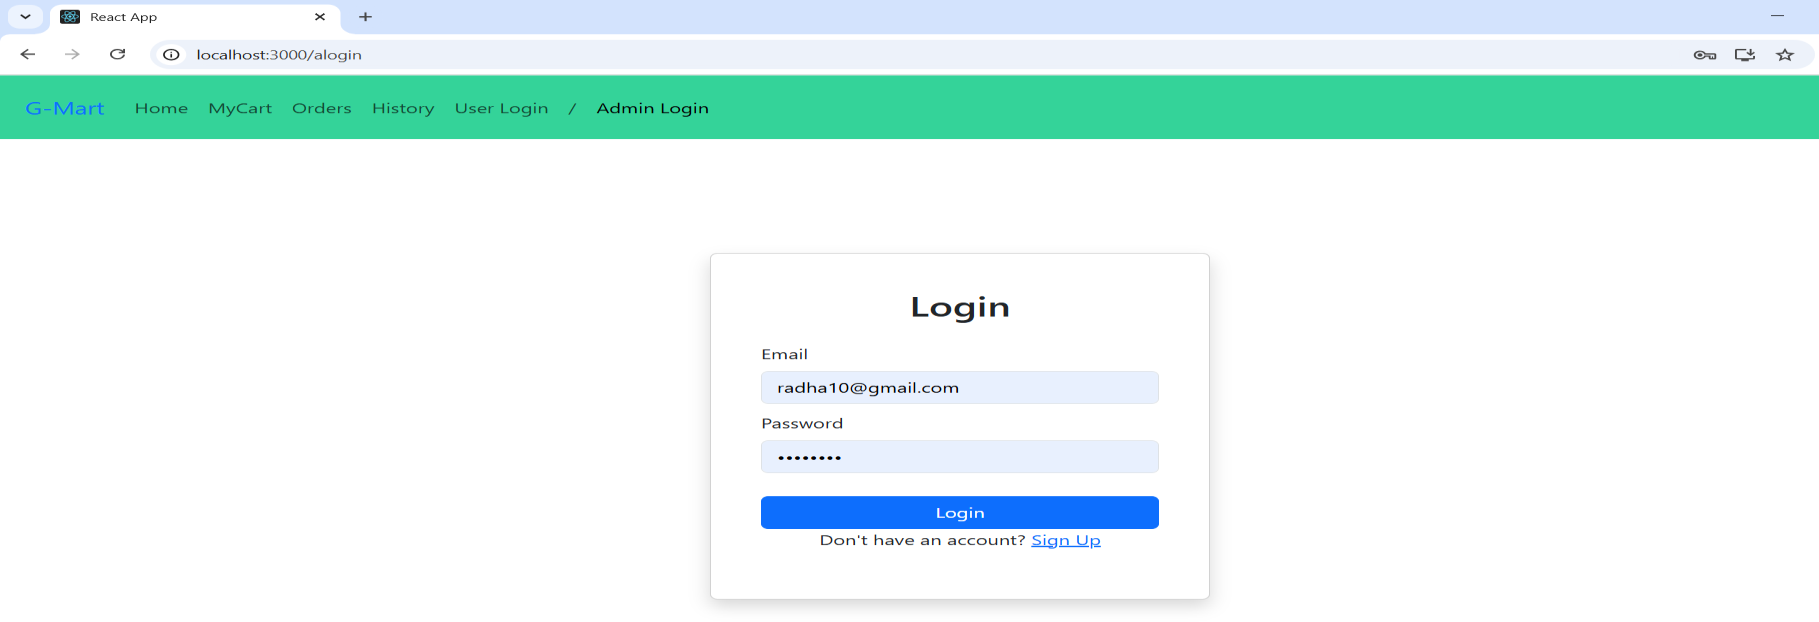 React App
localhost:3000/alogin
G-Mart Home MyCart Orders History User Login / Admin Login
Login
Email
radha10@gmail.com
Password
••••••••
Login
Don't have an account? Sign Up